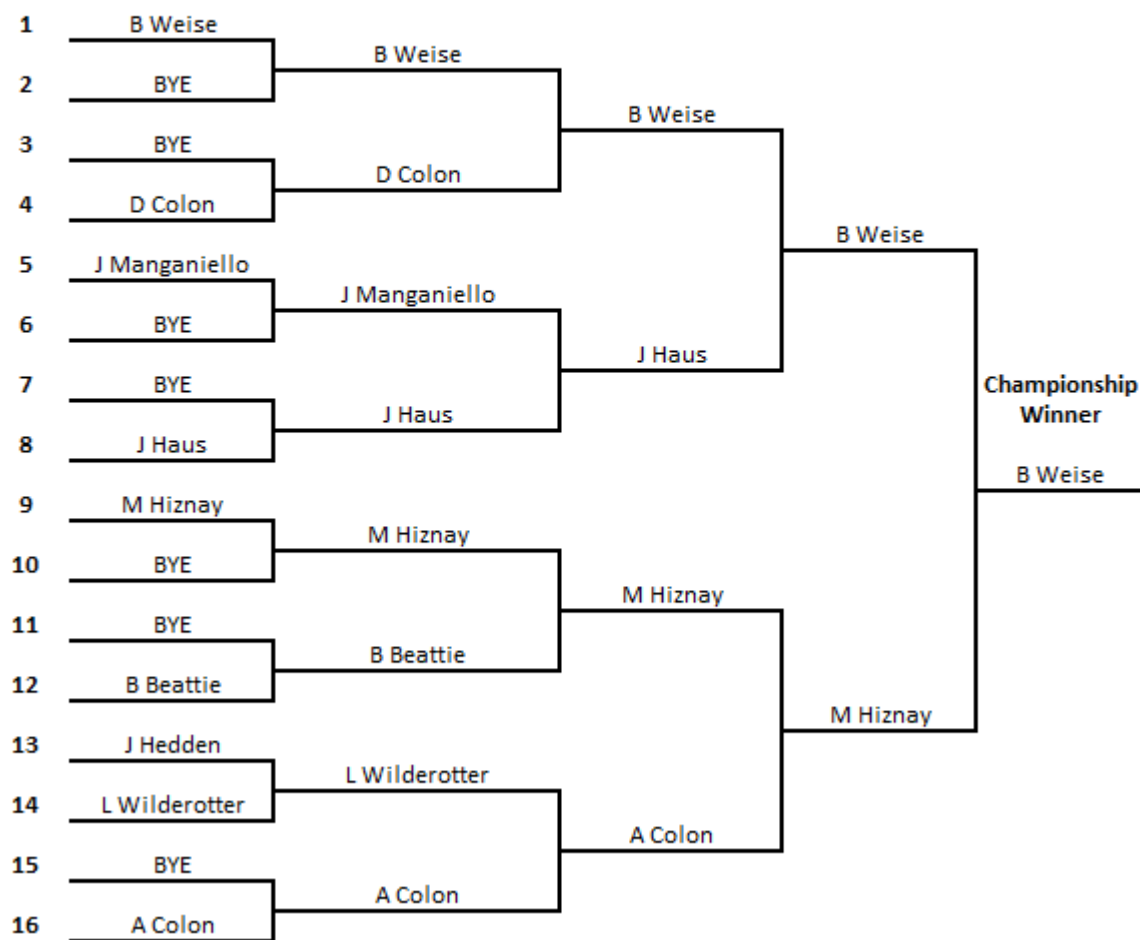 1 B Weise
B Weise
2 BYE
B Weise
3 BYE
D Colon
4 D Colon
B Weise
5 J Manganiello
J Manganiello
6 BYE
J Haus
7 BYE
Championship
Winner
J Haus
8 J Haus
B Weise
9 M Hiznay
M Hiznay
10 BYE
M Hiznay
11 BYE
B Beattie
12 B Beattie
M Hiznay
13 J Hedden
L Wilderotter
14 L Wilderotter
A Colon
15 BYE
A Colon
16 A Colon